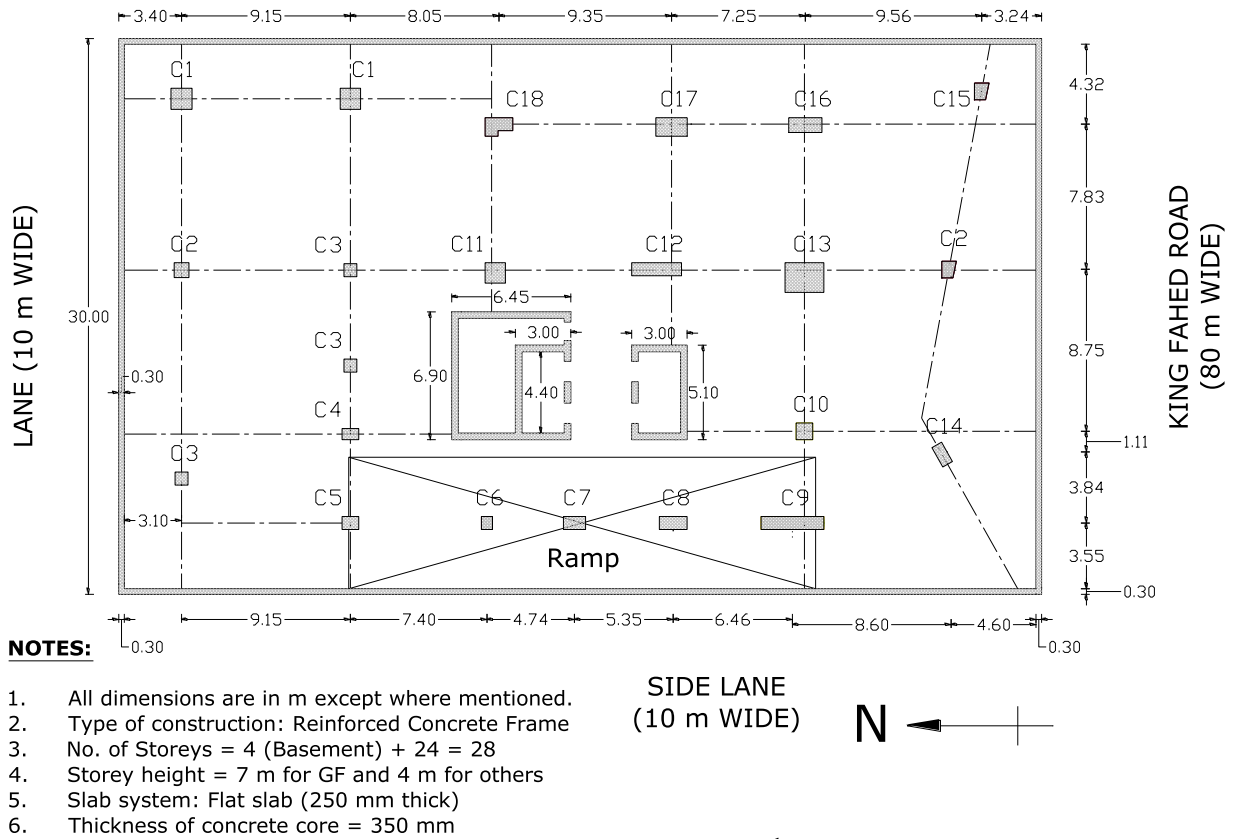 3.40 9.15 8.05 9.35 7.25 9.56 3.24
C1 C1
C18 C17 C16 C15
4.32
7.83
C2 C3 C11 C12 C13 C2
6.45
30.00
3.00 3.00
C3
8.75
0.30
6.90 4.40 5.10
C4 C10
C14
1.11
C3
3.84
C5 C6 C7 C8 C9
3.10
Ramp
3.55
0.30
9.15 7.40 4.74 5.35 6.46 8.60 4.60
0.30 0.30
LANE (10 m WIDE)
KING FAHED ROAD
(80 m WIDE)
SIDE LANE
(10 m WIDE)
N
NOTES:
1. All dimensions are in m except where mentioned.
2. Type of construction: Reinforced Concrete Frame
3. No. of Storeys = 4 (Basement) + 24 = 28
4. Storey height = 7 m for GF and 4 m for others
5. Slab system: Flat slab (250 mm thick)
6. Thickness of concrete core = 350 mm